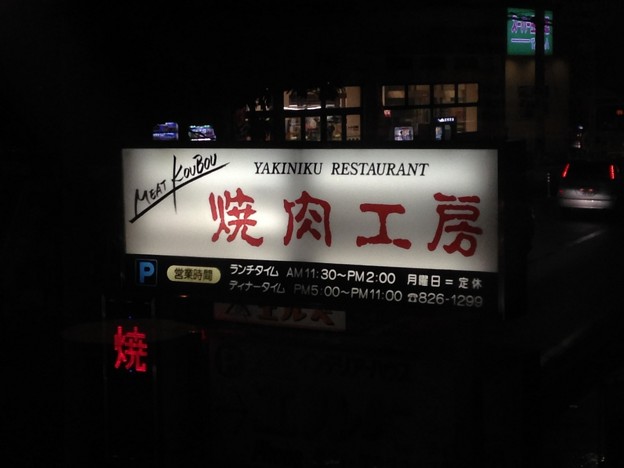 MEAT KOUBOU
YAKINIKU RESTAURANT
焼肉工房
P 営業時間 ランチタイム AM11:30～PM2:00 月曜日=定休
ディナータイム PM5:00～PM11:00 ☎826-1299
焼